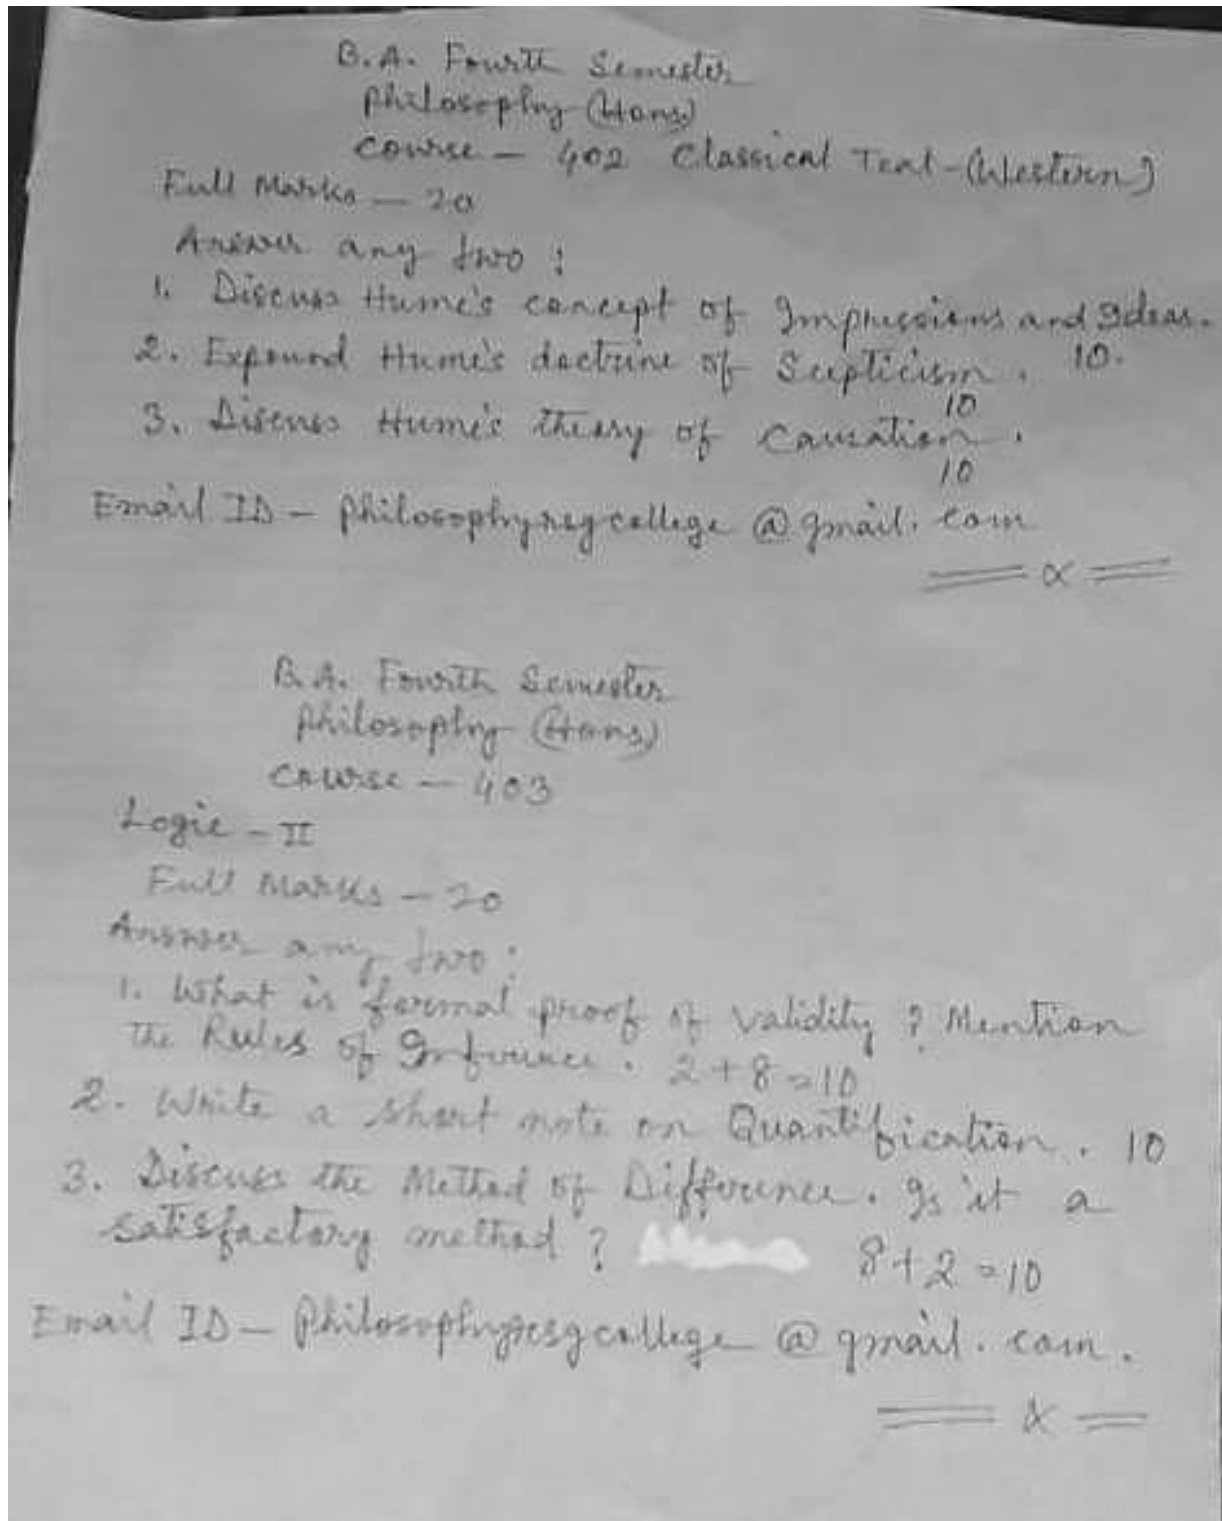 B.A. Fourth Semester
Philosophy (Hons)
Course - 402 Classical Text-(Western)
Full Marks - 20
Answer any two :
1. Discuss Hume's concept of Impressions and Ideas.
10.
2. Expound Hume's doctrine of Scepticism.
10
3. Discuss Hume's theory of Causation.
10
Email ID - @gmail.com
B.A. Fourth Semester
Philosophy (Hons)
Course - 403
Logic - II
Full Marks - 20
Answer any two :
1. What is formal proof of validity ? Mention
the Rules of Inference. 2+8=10
2. Write a short note on Quantification. 10
3. Discuss the Method of Difference. Is it a
satisfactory method ? 8+2=10
Email ID - @gmail.com.